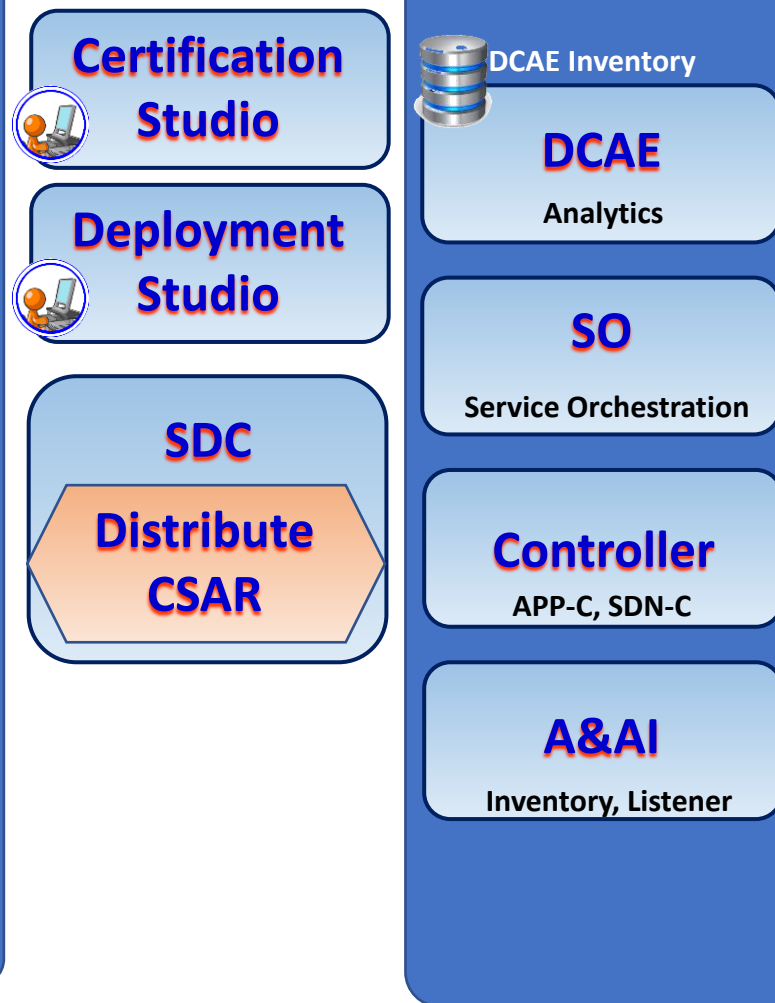 Certification
Studio
Deployment
Studio
SDC
Distribute
CSAR
DCAE Inventory
DCAE
Analytics
SO
Service Orchestration
Controller
APP-C, SDN-C
A&AI
Inventory, Listener